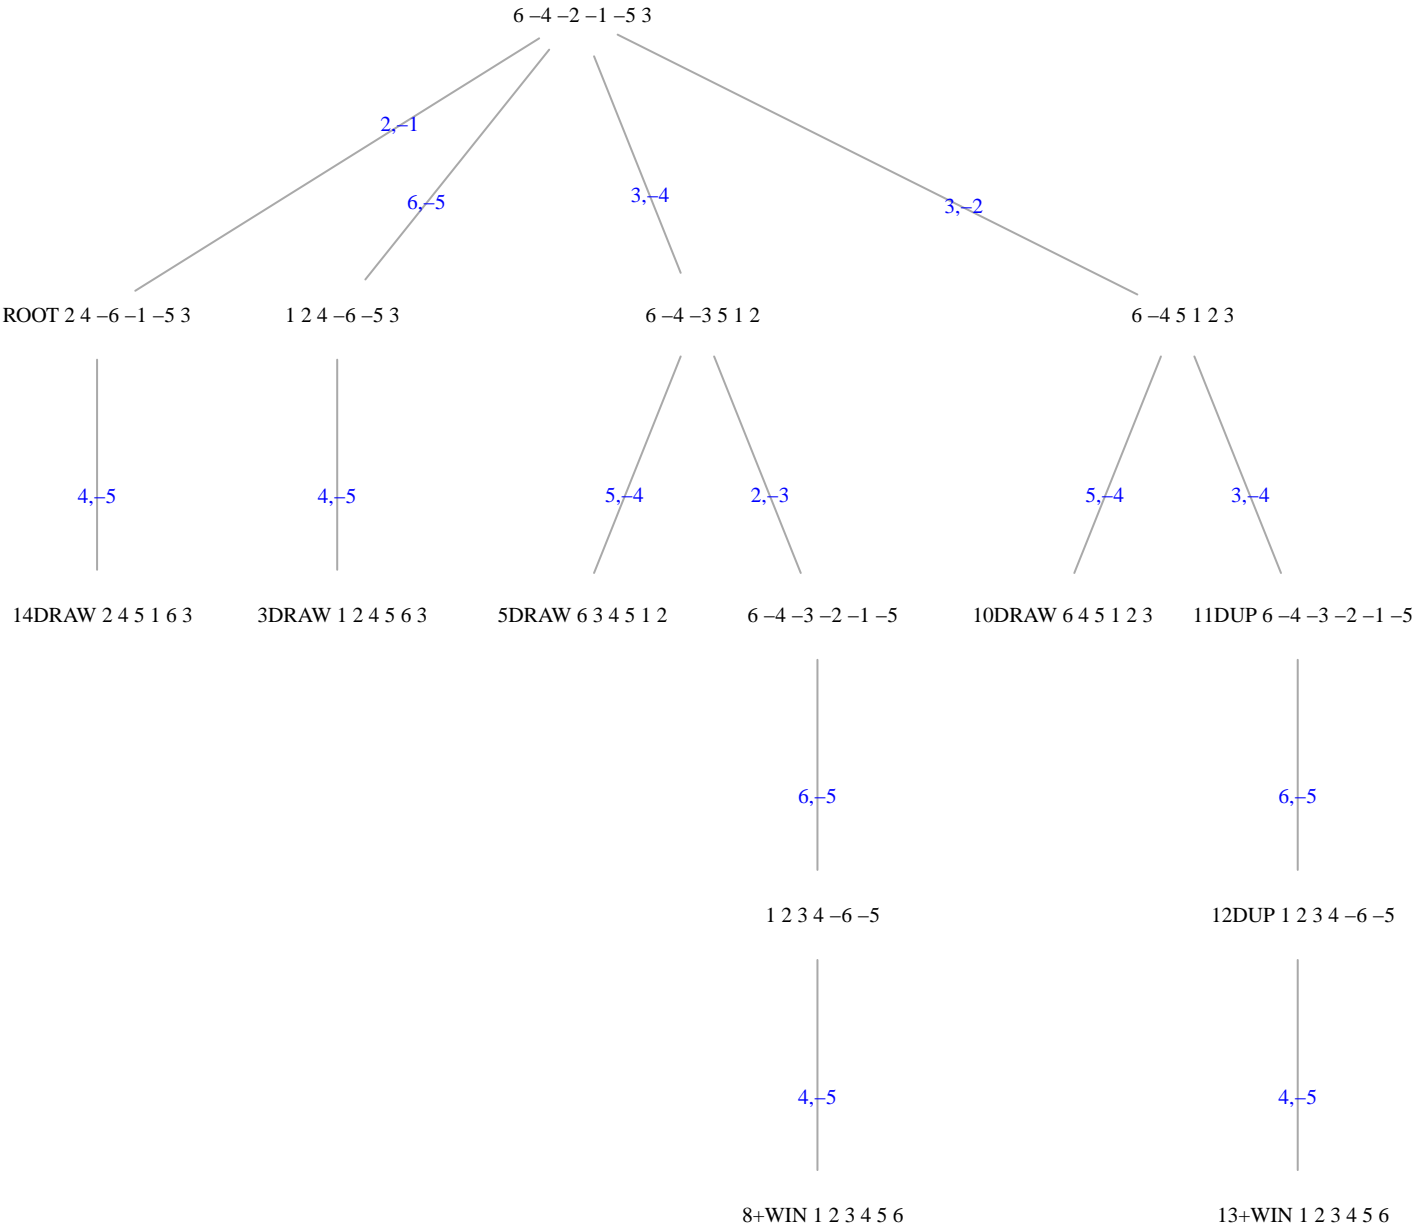 6 –4 –2 –1 –5 3
2,–1
6,–5
3,–4
3,–2
ROOT 2 4 –6 –1 –5 3
1 2 4 –6 –5 3
6 –4 –3 5 1 2
6 –4 5 1 2 3
4,–5
4,–5
5,–4
2,–3
5,–4
3,–4
14DRAW 2 4 5 1 6 3
3DRAW 1 2 4 5 6 3
5DRAW 6 3 4 5 1 2
6 –4 –3 –2 –1 –5
10DRAW 6 4 5 1 2 3
11DUP 6 –4 –3 –2 –1 –5
6,–5
6,–5
1 2 3 4 –6 –5
12DUP 1 2 3 4 –6 –5
4,–5
4,–5
8+WIN 1 2 3 4 5 6
13+WIN 1 2 3 4 5 6